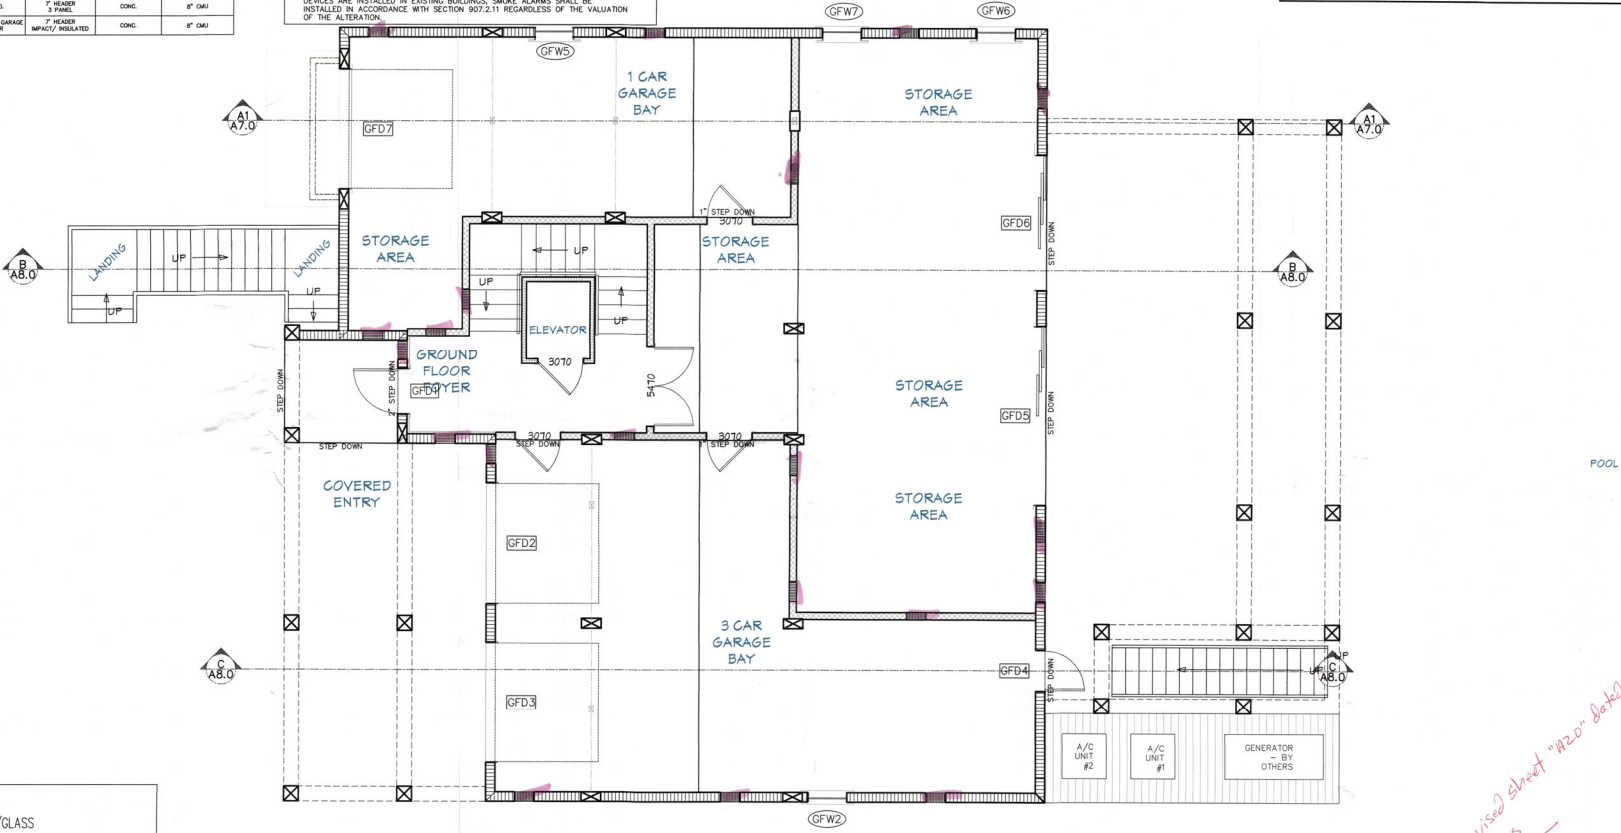 7' HEADER
3 PANEL
CONC.
8" CMU
GARAGE
7' HEADER
IMPACT/ INSULATED
CONC.
8" CMU
DEVICES ARE INSTALLED IN EXISTING BUILDINGS, SMOKE ALARMS SHALL BE
INSTALLED IN ACCORDANCE WITH SECTION 907.2.11 REGARDLESS OF THE VALUATION
OF THE ALTERATION.
GFW7
GFW6
GFW5
1 CAR
GARAGE
BAY
STORAGE
AREA
A1
A7.0
GFD7
A1
A7.0
1" STEP DOWN
3070
GFD6
STEP DOWN
LANDING
UP
LANDING
STORAGE
AREA
UP
STORAGE
AREA
B
A8.0
B
A8.0
UP
UP
UP
UP
ELEVATOR
3070
GROUND
FLOOR
FOYER
GFD1
2" STEP DOWN
STEP DOWN
5470
STORAGE
AREA
GFD5
STEP DOWN
3070
STEP DOWN
3070
1" STEP DOWN
STEP DOWN
POOL
COVERED
ENTRY
STORAGE
AREA
GFD2
3 CAR
GARAGE
BAY
C
A8.0
GFD4
STEP DOWN
UP
UP
C
A8.0
GFD3
A/C
UNIT
#2
A/C
UNIT
#1
GENERATOR
- BY
OTHERS
GFW2
/GLASS
sheet "A2.0" dated